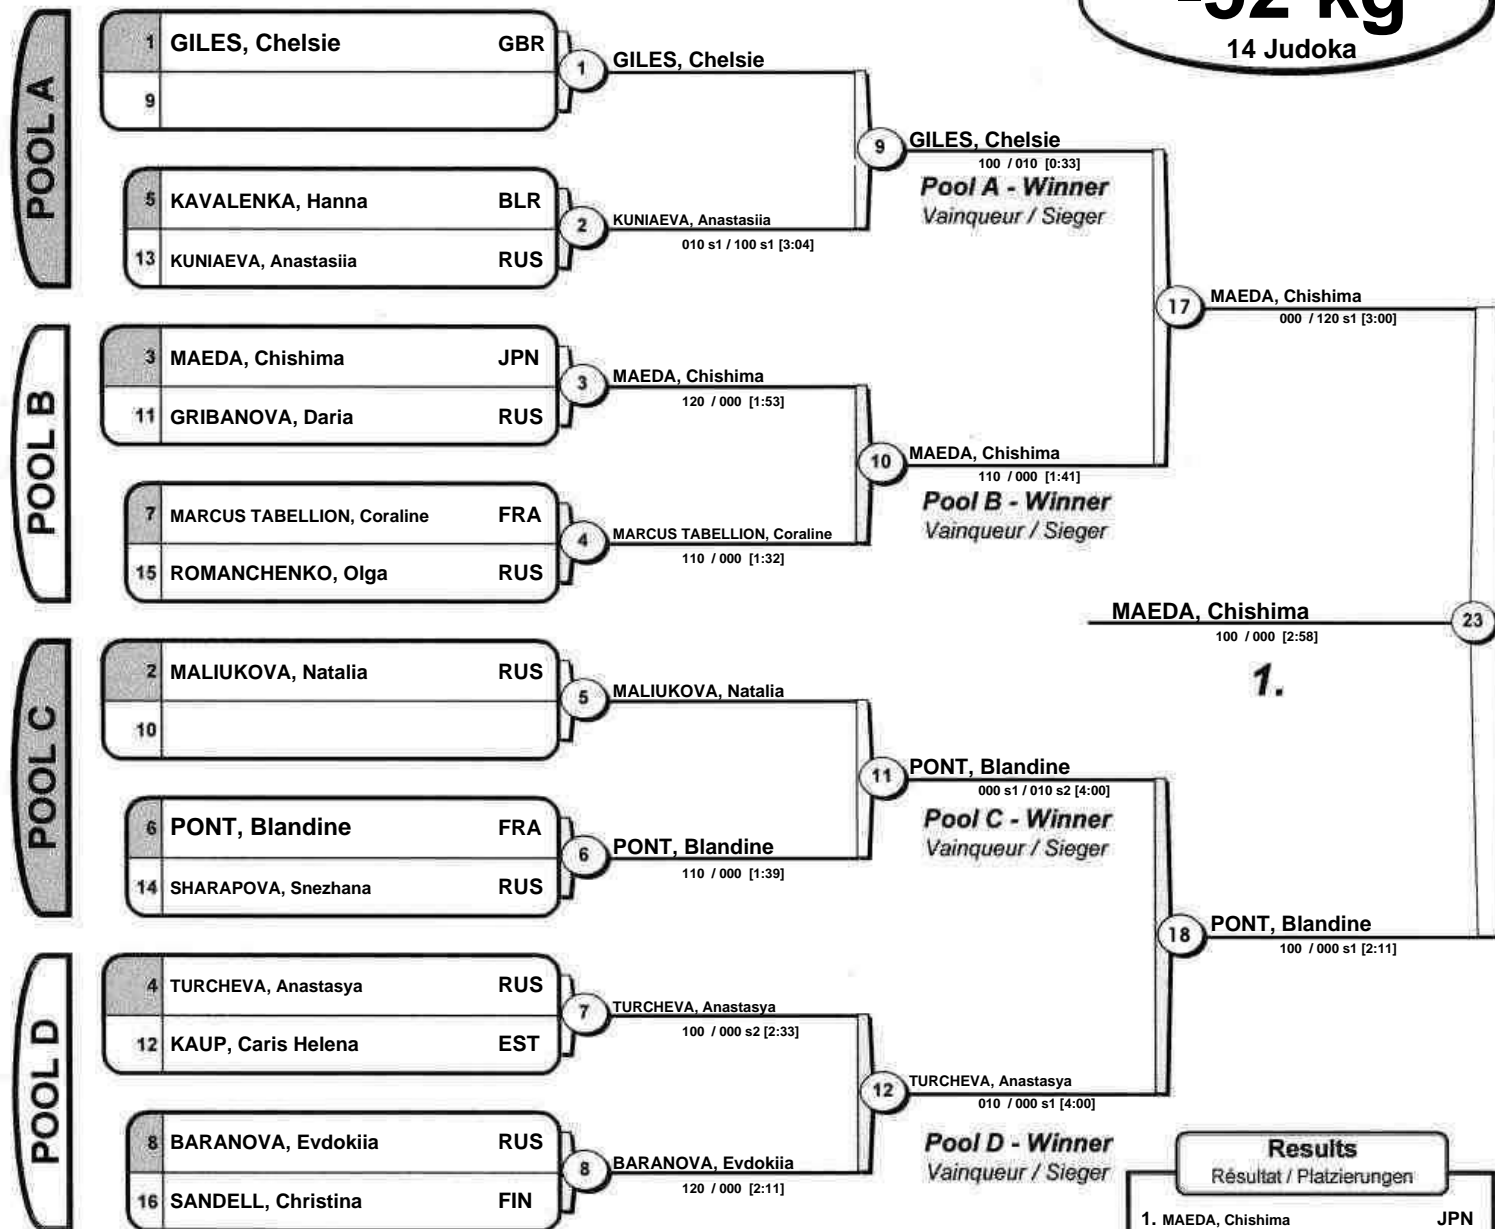 -52 kg
14 Judoka
POOL A
1 GILES, Chelsie GBR
9
1 GILES, Chelsie
5 KAVALENKA, Hanna BLR
13 KUNIAEVA, Anastasiia RUS
2 KUNIAEVA, Anastasiia
010 s1 / 100 s1 [3:04]
9 GILES, Chelsie
100 / 010 [0:33]
Pool A - Winner
Vainqueur / Sieger
POOL B
3 MAEDA, Chishima JPN
11 GRIBANOVA, Daria RUS
3 MAEDA, Chishima
120 / 000 [1:53]
7 MARCUS TABELLION, Coraline FRA
15 ROMANCHENKO, Olga RUS
4 MARCUS TABELLION, Coraline
110 / 000 [1:32]
10 MAEDA, Chishima
110 / 000 [1:41]
Pool B - Winner
Vainqueur / Sieger
17 MAEDA, Chishima
000 / 120 s1 [3:00]
MAEDA, Chishima 23
100 / 000 [2:58]
1.
POOL C
2 MALIUKOVA, Natalia RUS
10
5 MALIUKOVA, Natalia
6 PONT, Blandine FRA
14 SHARAPOVA, Snezhana RUS
6 PONT, Blandine
110 / 000 [1:39]
11 PONT, Blandine
000 s1 / 010 s2 [4:00]
Pool C - Winner
Vainqueur / Sieger
POOL D
4 TURCHEVA, Anastasya RUS
12 KAUP, Caris Helena EST
7 TURCHEVA, Anastasya
100 / 000 s2 [2:33]
8 BARANOVA, Evdokiia RUS
16 SANDELL, Christina FIN
8 BARANOVA, Evdokiia
120 / 000 [2:11]
12 TURCHEVA, Anastasya
010 / 000 s1 [4:00]
Pool D - Winner
Vainqueur / Sieger
18 PONT, Blandine
100 / 000 s1 [2:11]
Results
Résultat / Platzierungen
1. MAEDA, Chishima JPN